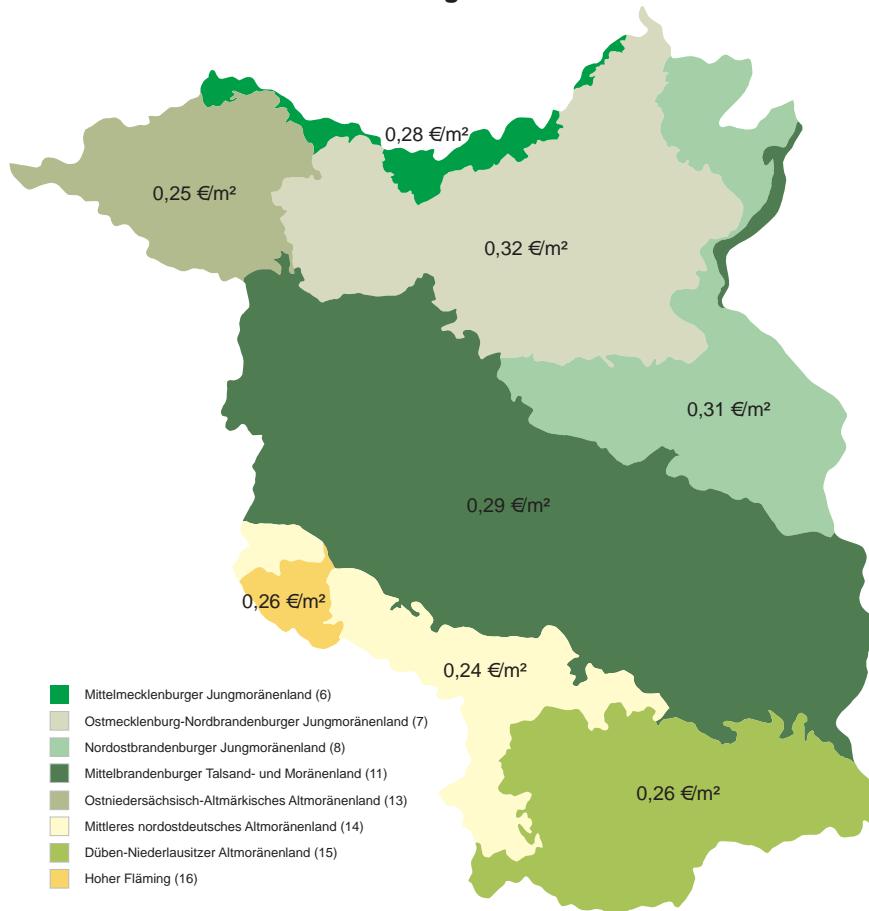 0,28 €/m²
0,25 €/m²
0,32 €/m²
0,31 €/m²
0,29 €/m²
0,26 €/m²
0,24 €/m²
0,26 €/m²
Mittelmecklenburger Jungmoränenland (6)
Ostmecklenburg-Nordbrandenburger Jungmoränenland (7)
Nordostbrandenburger Jungmoränenland (8)
Mittelbrandenburger Talsand- und Moränenland (11)
Ostniedersächsisch-Altmärkisches Altmoränenland (13)
Mittleres nordostdeutsches Altmoränenland (14)
Düben-Niederlausitzer Altmoränenland (15)
Hoher Fläming (16)